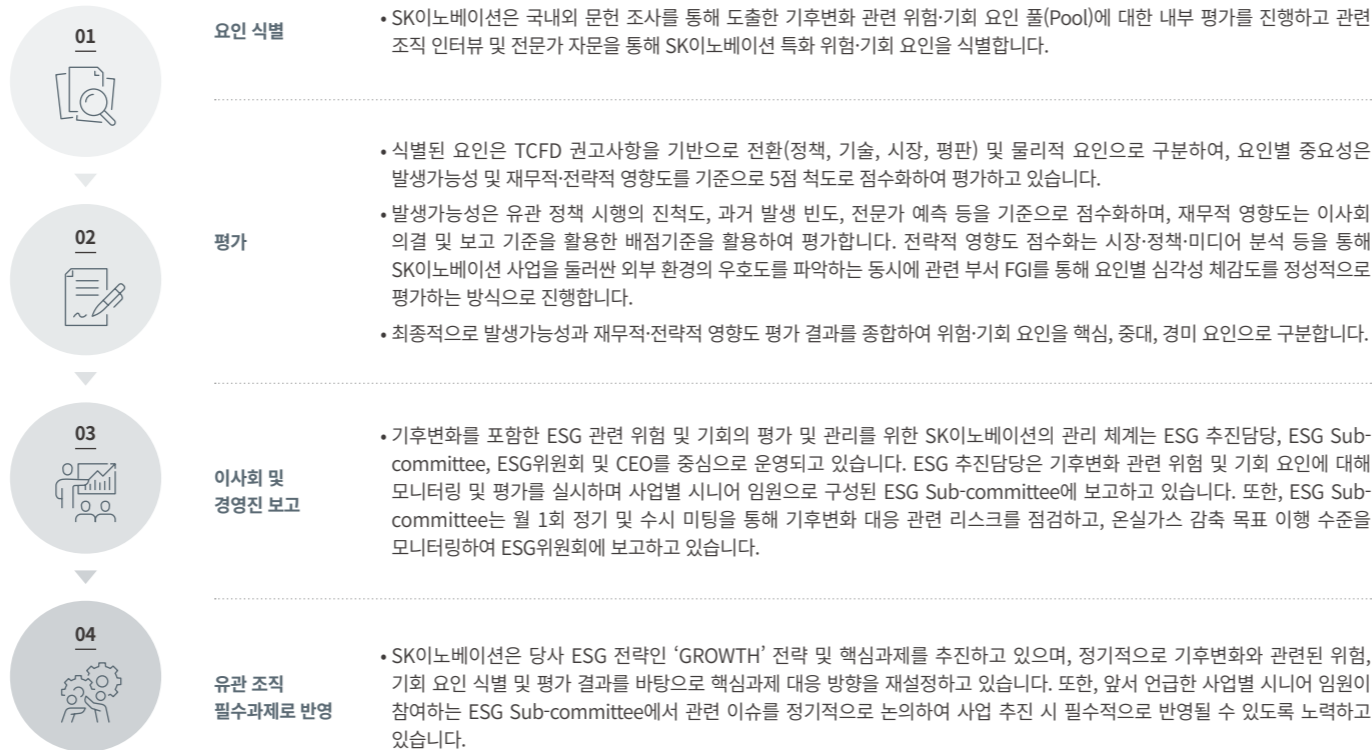 01
요인 식별
• SK이노베이션은 국내외 문헌 조사를 통해 도출한 기후변화 관련 위험·기회 요인 풀(Pool)에 대한 내부 평가를 진행하고 관련
조직 인터뷰 및 전문가 자문을 통해 SK이노베이션 특화 위험·기회 요인을 식별합니다.
02
평가
• 식별된 요인은 TCFD 권고사항을 기반으로 전환(정책, 기술, 시장, 평판) 및 물리적 요인으로 구분하여, 요인별 중요성은
발생가능성 및 재무적·전략적 영향도를 기준으로 5점 척도로 점수화하여 평가하고 있습니다.
• 발생가능성은 유관 정책 시행의 진척도, 과거 발생 빈도, 전문가 예측 등을 기준으로 점수화하며, 재무적 영향도는 이사회
의결 및 보고 기준을 활용한 배점기준을 활용하여 평가합니다. 전략적 영향도 점수화는 시장·정책·미디어 분석 등을 통해
SK이노베이션 사업을 둘러싼 외부 환경의 우호도를 파악하는 동시에 관련 부서 FGI를 통해 요인별 심각성 체감도를 정성적으로
평가하는 방식으로 진행합니다.
• 최종적으로 발생가능성과 재무적·전략적 영향도 평가 결과를 종합하여 위험·기회 요인을 핵심, 중대, 경미 요인으로 구분합니다.
03
이사회 및
경영진 보고
• 기후변화를 포함한 ESG 관련 위험 및 기회의 평가 및 관리를 위한 SK이노베이션의 관리 체계는 ESG 추진담당, ESG Sub-
committee, ESG위원회 및 CEO를 중심으로 운영되고 있습니다. ESG 추진담당은 기후변화 관련 위험 및 기회 요인에 대해
모니터링 및 평가를 실시하며 사업별 시니어 임원으로 구성된 ESG Sub-committee에 보고하고 있습니다. 또한, ESG Sub-
committee는 월 1회 정기 및 수시 미팅을 통해 기후변화 대응 관련 리스크를 점검하고, 온실가스 감축 목표 이행 수준을
모니터링하여 ESG위원회에 보고하고 있습니다.
04
유관 조직
필수과제로 반영
• SK이노베이션은 당사 ESG 전략인 ‘GROWTH’ 전략 및 핵심과제를 추진하고 있으며, 정기적으로 기후변화와 관련된 위험,
기회 요인 식별 및 평가 결과를 바탕으로 핵심과제 대응 방향을 재설정하고 있습니다. 또한, 앞서 언급한 사업별 시니어 임원이
참여하는 ESG Sub-committee에서 관련 이슈를 정기적으로 논의하여 사업 추진 시 필수적으로 반영될 수 있도록 노력하고
있습니다.